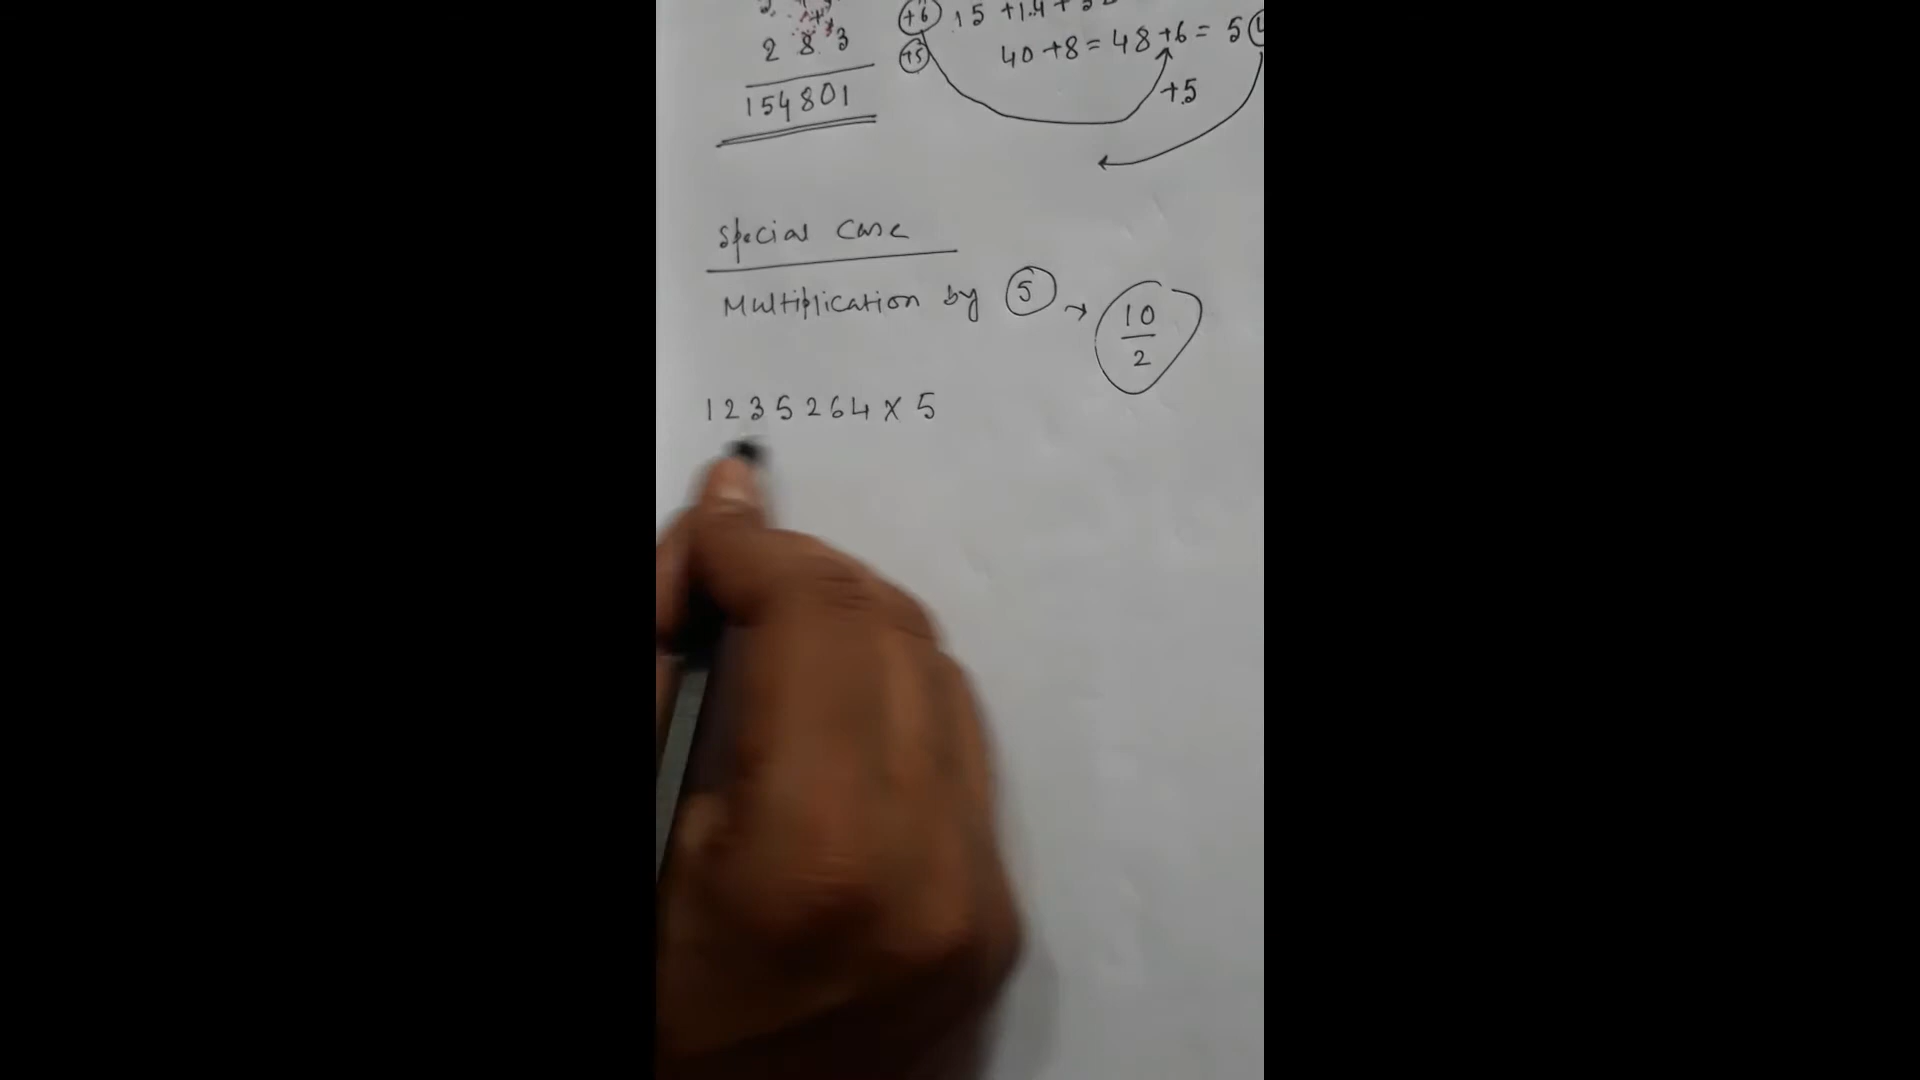 +6 15 +1.4 +
2 8 3
+5 40 +8 = 48 +6 = 5
154801
+5
Special Case
Multiplication by 5 → 10/2
1235264 x 5